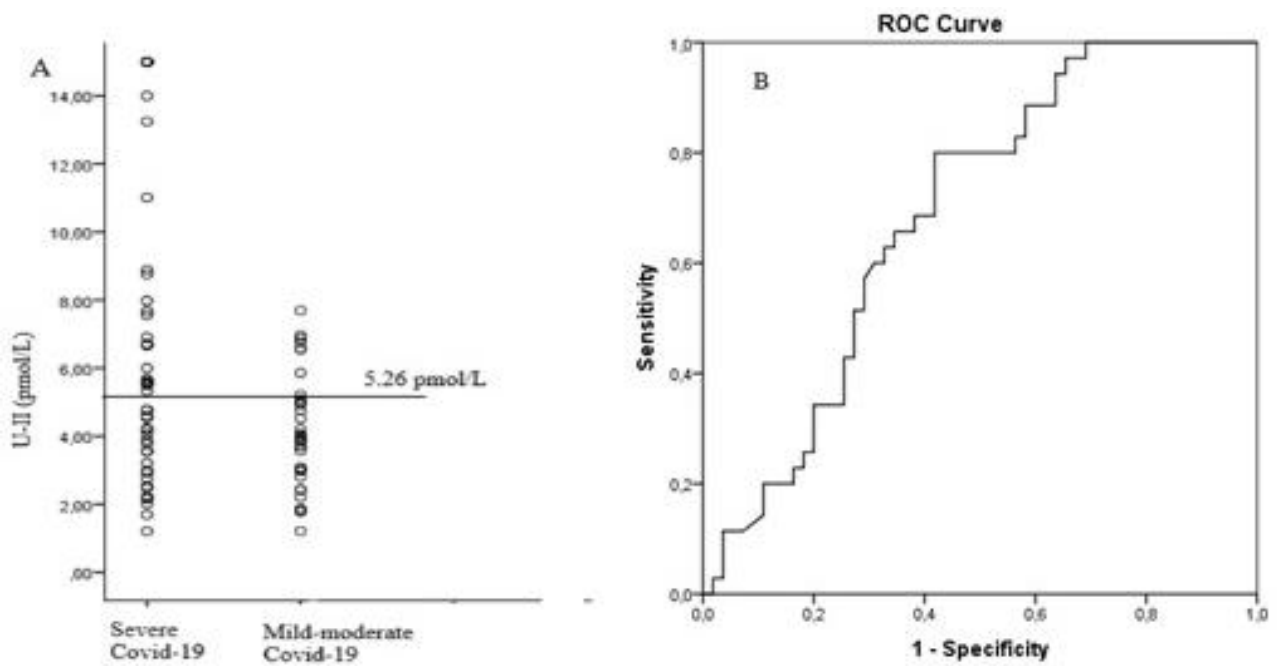 A
14,00
12,00
10,00
8,00
6,00
4,00
2,00
,00
U-II (pmol/L)
5.26 pmol/L
Severe
Covid-19
Mild-moderate
Covid-19
ROC Curve
B
1,0
0,8
0,6
0,4
0,2
0,0
Sensitivity
0,0 0,2 0,4 0,6 0,8 1,0
1 - Specificity